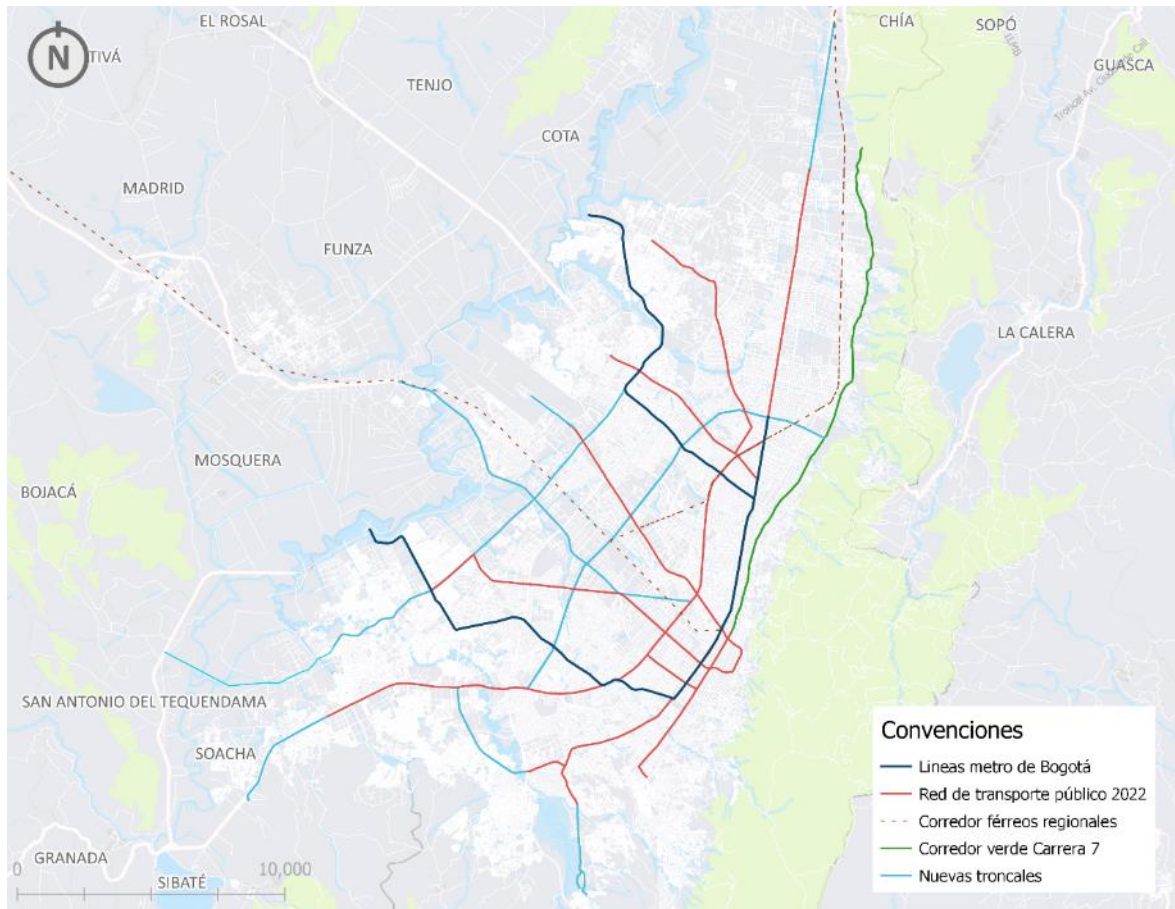 EL ROSAL
CHÍA
SOPÓ
N
TIVÁ
GUASCA
TENJO
COTA
MADRID
FUNZA
LA CALERA
MOSQUERA
BOJACÁ
SAN ANTONIO DEL TEQUENDAMA
SOACHA
GRANADA
SIBATÉ
0
10,000
Convenciones
Lineas metro de Bogotá
Red de transporte público 2022
Corredor férreos regionales
Corredor verde Carrera 7
Nuevas troncales